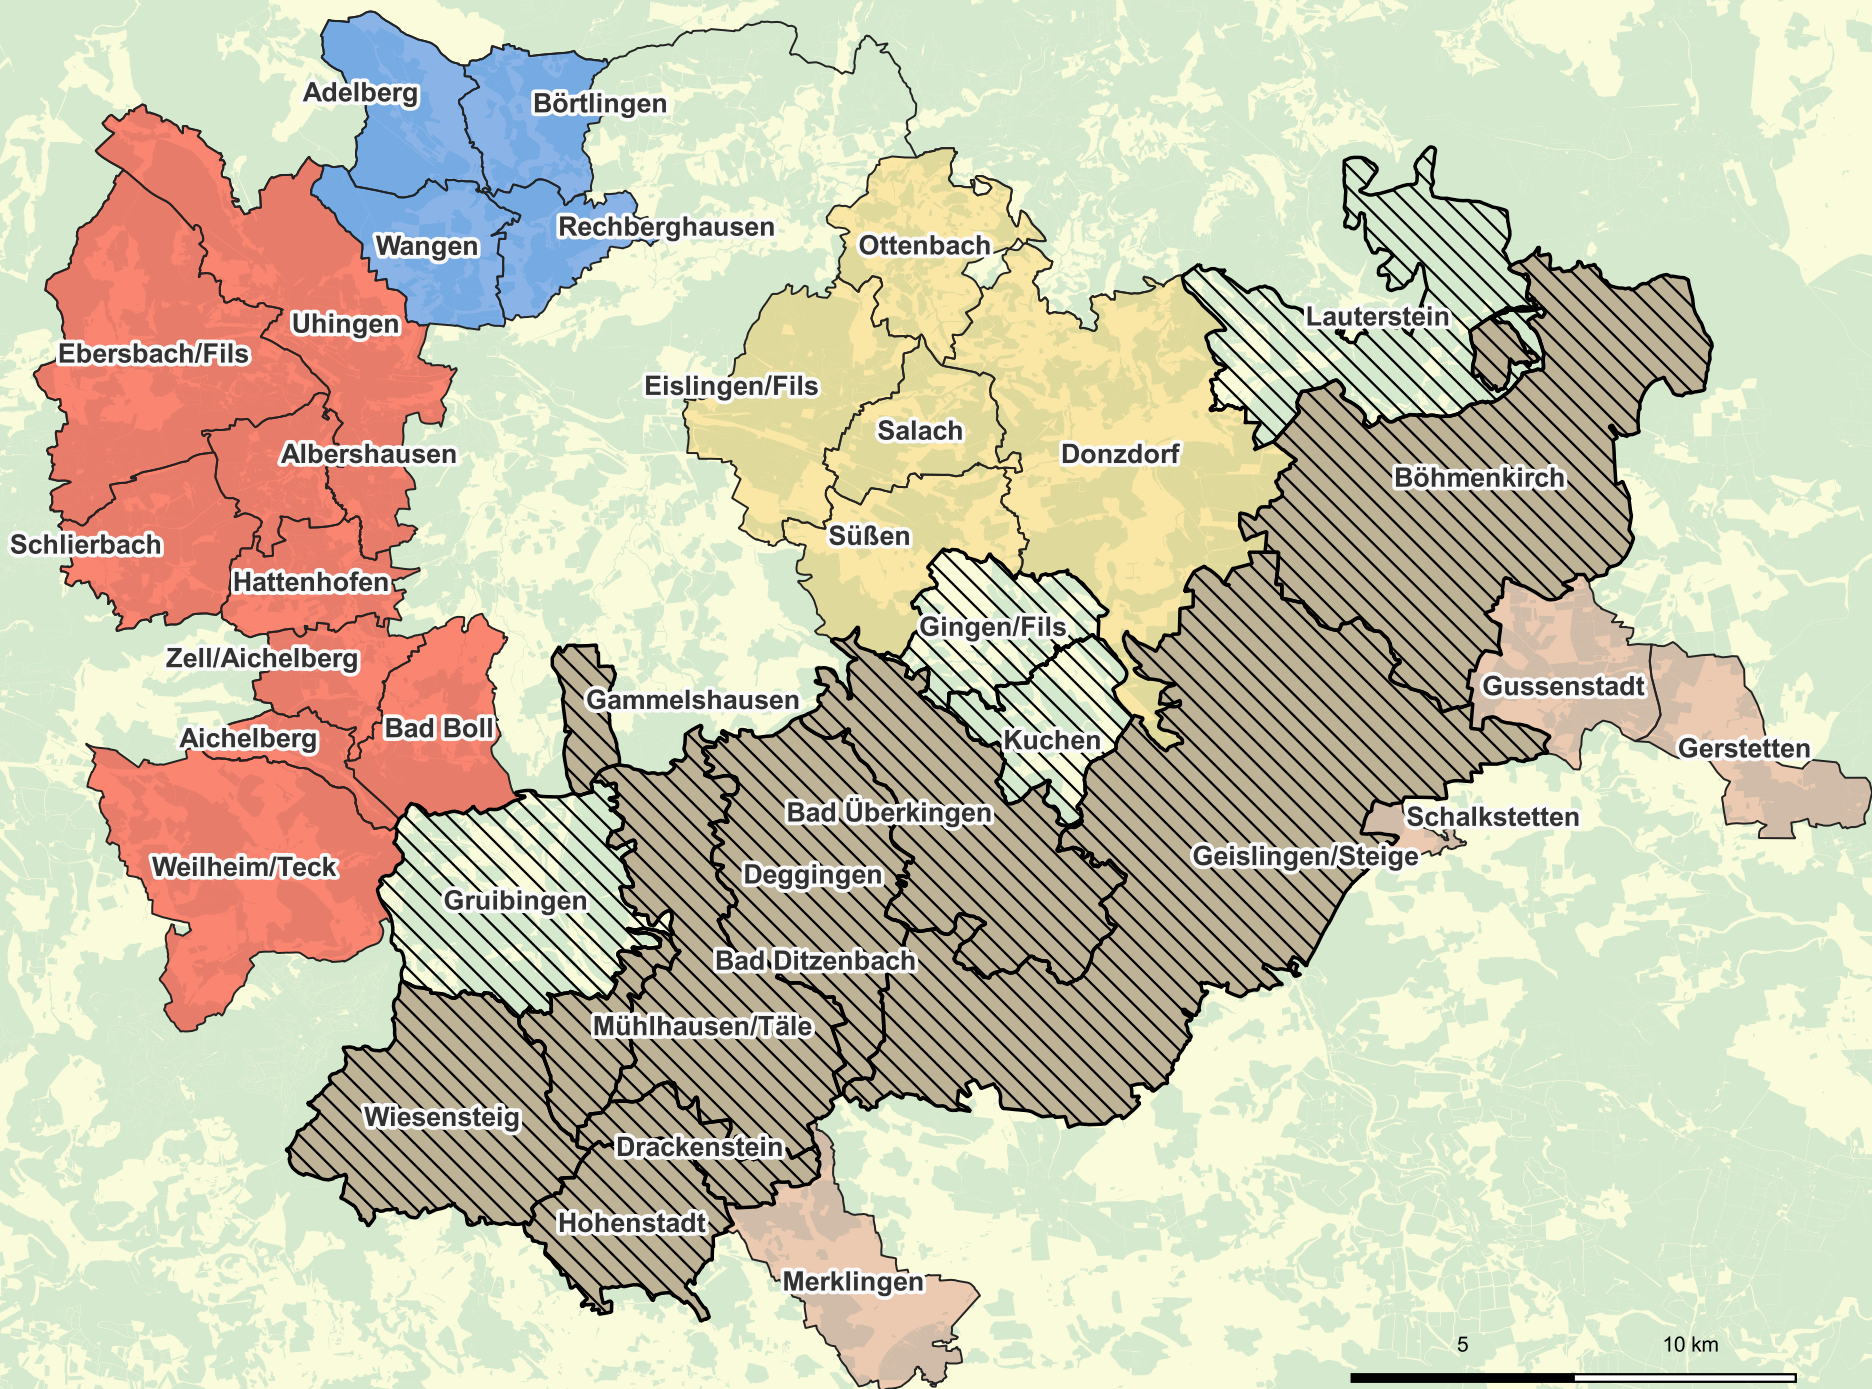 Adelberg
Börtlingen
Rechberghausen
Wangen
Ottenbach
Uhingen
Lauterstein
Ebersbach/Fils
Eislingen/Fils
Salach
Albershausen
Donzdorf
Böhmenkirch
Süßen
Schlierbach
Hattenhofen
Gingen/Fils
Zell/Aichelberg
Gussenstadt
Gammelshausen
Bad Boll
Aichelberg
Kuchen
Gerstetten
Bad Überkingen
Schalkstetten
Geislingen/Steige
Weilheim/Teck
Deggingen
Gruibingen
Bad Ditzenbach
Mühlhausen/Täle
Wiesensteig
Drackenstein
Hohenstadt
Merklingen
5 10 km